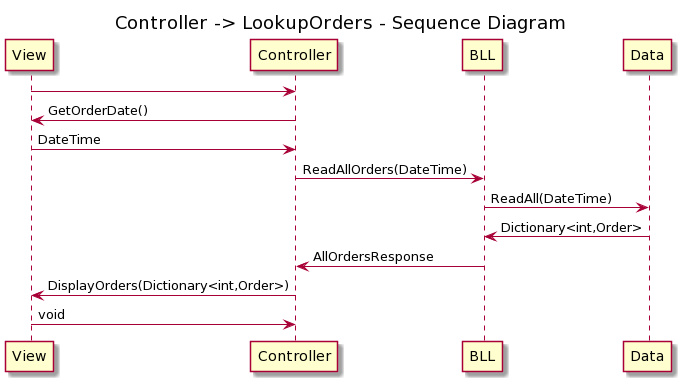 Controller -> LookupOrders - Sequence Diagram
View
Controller
BLL
Data
GetOrderDate()
DateTime
ReadAllOrders(DateTime)
ReadAll(DateTime)
Dictionary<int,Order>
AllOrdersResponse
DisplayOrders(Dictionary<int,Order>)
void
View
Controller
BLL
Data